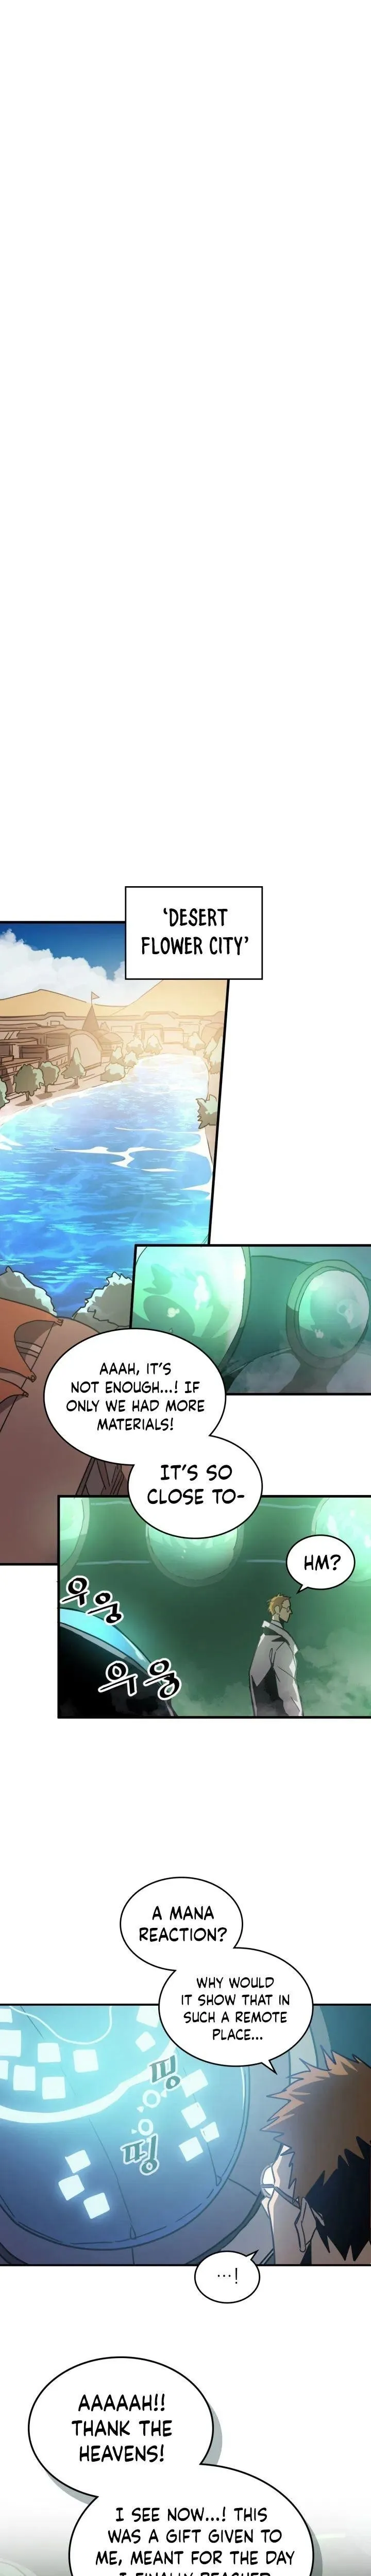 'DESERT
FLOWER CITY'
AAAH, IT'S
NOT ENOUGH...! IF
ONLY WE HAD MORE
MATERIALS!
IT'S SO
CLOSE TO-
HM?
우웅
우웅
A MANA
REACTION?
WHY WOULD
IT SHOW THAT IN
SUCH A REMOTE
PLACE...
띵
띵
...!
AAAAAH!!
THANK THE
HEAVENS!
I SEE NOW...! THIS
WAS A GIFT GIVEN TO
ME, MEANT FOR THE DAY
I FINALLY REACHED